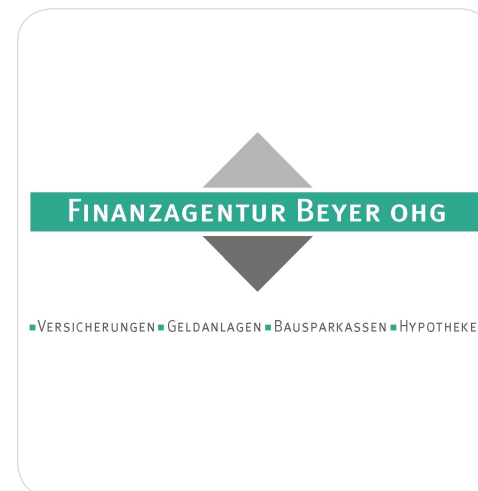 FINANZAGENTUR BEYER OHG
▪VERSICHERUNGEN▪GELDANLAGEN▪BAUSPARKASSEN▪HYPOTHEKE